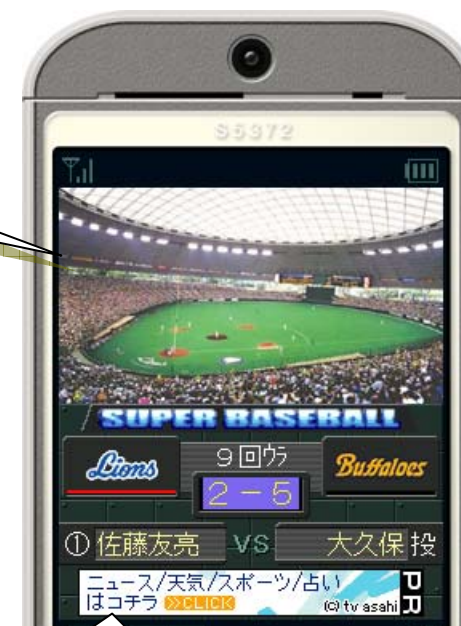 S5372
SUPER BASEBALL
Lions
9回ウラ
Buffaloes
2-5
①佐藤友亮 VS 大久保投
ニュース/天気/スポーツ/占い
はコチラ >>CLICK
(C) tv asahi
PR